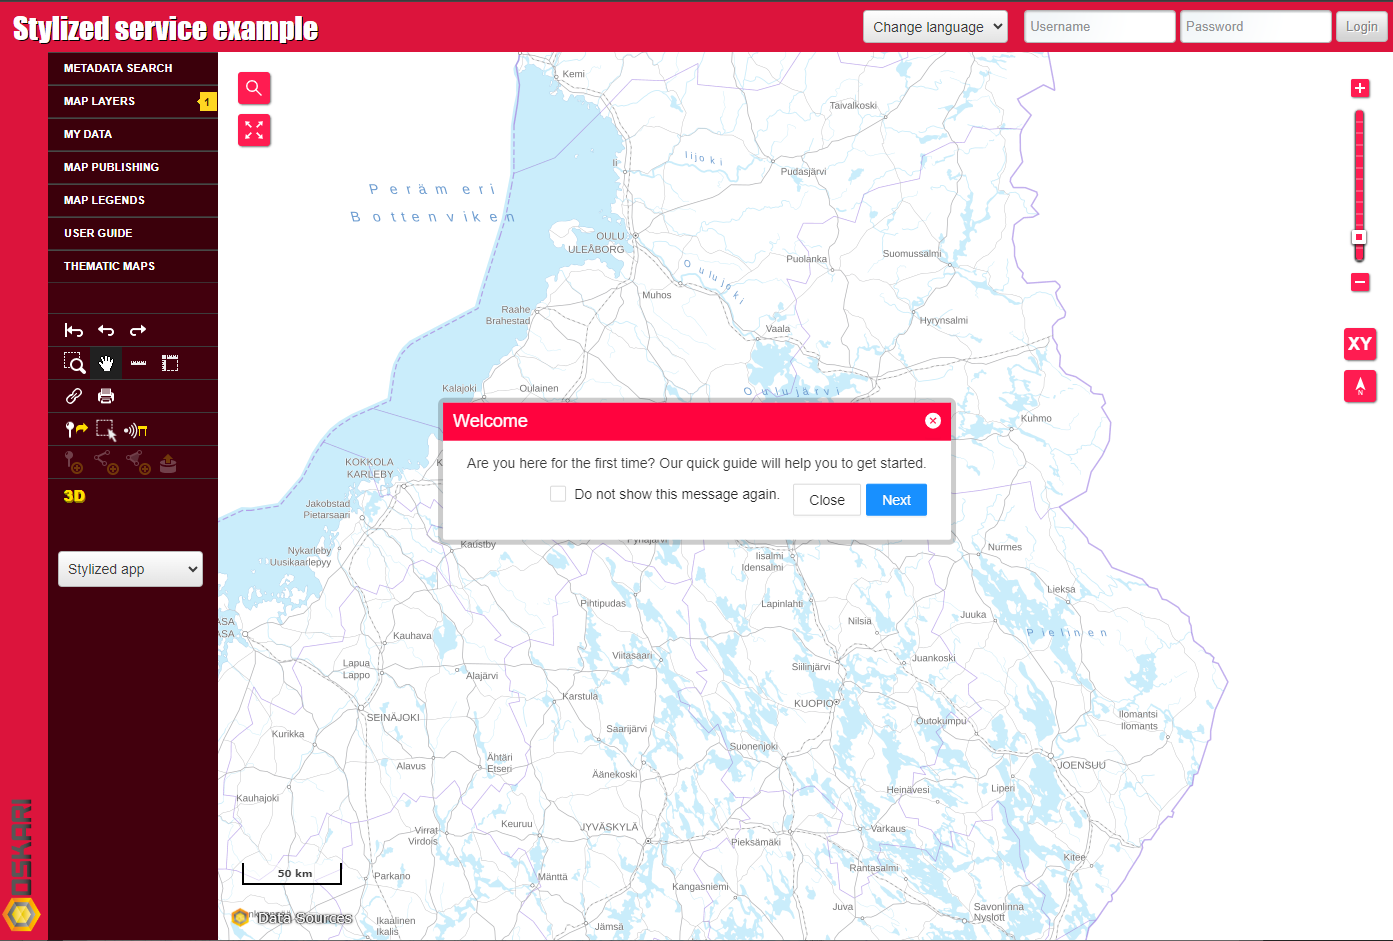 Stylized service example
Change language
Username
Password
Login
METADATA SEARCH
MAP LAYERS
1
MY DATA
MAP PUBLISHING
MAP LEGENDS
USER GUIDE
THEMATIC MAPS
3D
Stylized app
OSKARI
XY
N
Welcome
Are you here for the first time? Our quick guide will help you to get started.
Do not show this message again.
Close
Next
Kemi
Taivalkoski
Ii
Iijoki
Pudasjärvi
Perämeri
Bottenviken
OULU
ULEÅBORG
Oulujoki
Puolanka
Suomussalmi
Muhos
Raahe
Brahestad
Vaala
Hyrynsalmi
Kalajoki
Oulainen
Oulujärvi
Kuhmo
KOKKOLA
KARLEBY
K
Jakobstad
Pietarsaari
Nykarleby
Uusikaarlepyy
Kaustby
Pyhäjärvi
Iisalmi
Idensalmi
Nurmes
Lieksa
Pihtipudas
Lapinlahti
Nilsiä
Juuka
Pielinen
ASA
ASA
Kauhava
Viitasaari
Siilinjärvi
Juankoski
Lapua
Lappo
Alajärvi
Karstula
KUOPIO
SEINÄJOKI
Ilomantsi
Ilomants
Outokumpu
Kurikka
Saarijärvi
Suonenjoki
Alavus
Ähtäri
Etseri
Äänekoski
JOENSUU
Liperi
Heinävesi
Kauhajoki
Keuruu
JYVÄSKYLÄ
Virrat
Virdois
Varkaus
Pieksämäki
Kitee
Rantasalmi
50 km
Parkano
Mänttä
Kangasniemi
Juva
Savonlinna
Nyslott
Data Sources
Ikaalinen
Ikalis
Jämsä